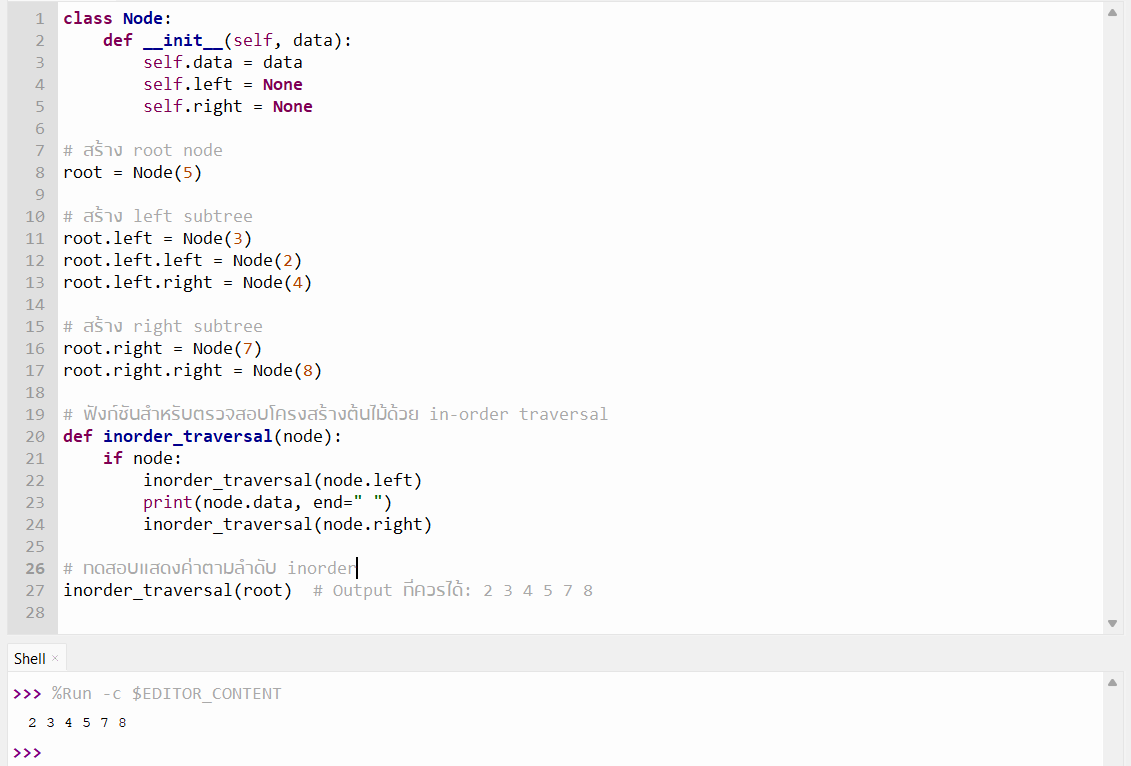 1 class Node:
2     def __init__(self, data):
3         self.data = data
4         self.left = None
5         self.right = None
6
7 # สร้าง root node
8 root = Node(5)
9
10 # สร้าง left subtree
11 root.left = Node(3)
12 root.left.left = Node(2)
13 root.left.right = Node(4)
14
15 # สร้าง right subtree
16 root.right = Node(7)
17 root.right.right = Node(8)
18
19 # ฟังก์ชันสำหรับตรวจสอบโครงสร้างต้นไม้ด้วย in-order traversal
20 def inorder_traversal(node):
21     if node:
22         inorder_traversal(node.left)
23         print(node.data, end=" ")
24         inorder_traversal(node.right)
25
26 # ทดสอบแสดงค่าตามลำดับ inorder
27 inorder_traversal(root)  # Output ที่ควรได้: 2 3 4 5 7 8
28
Shell ×
>>> %Run -c $EDITOR_CONTENT
2 3 4 5 7 8
>>>